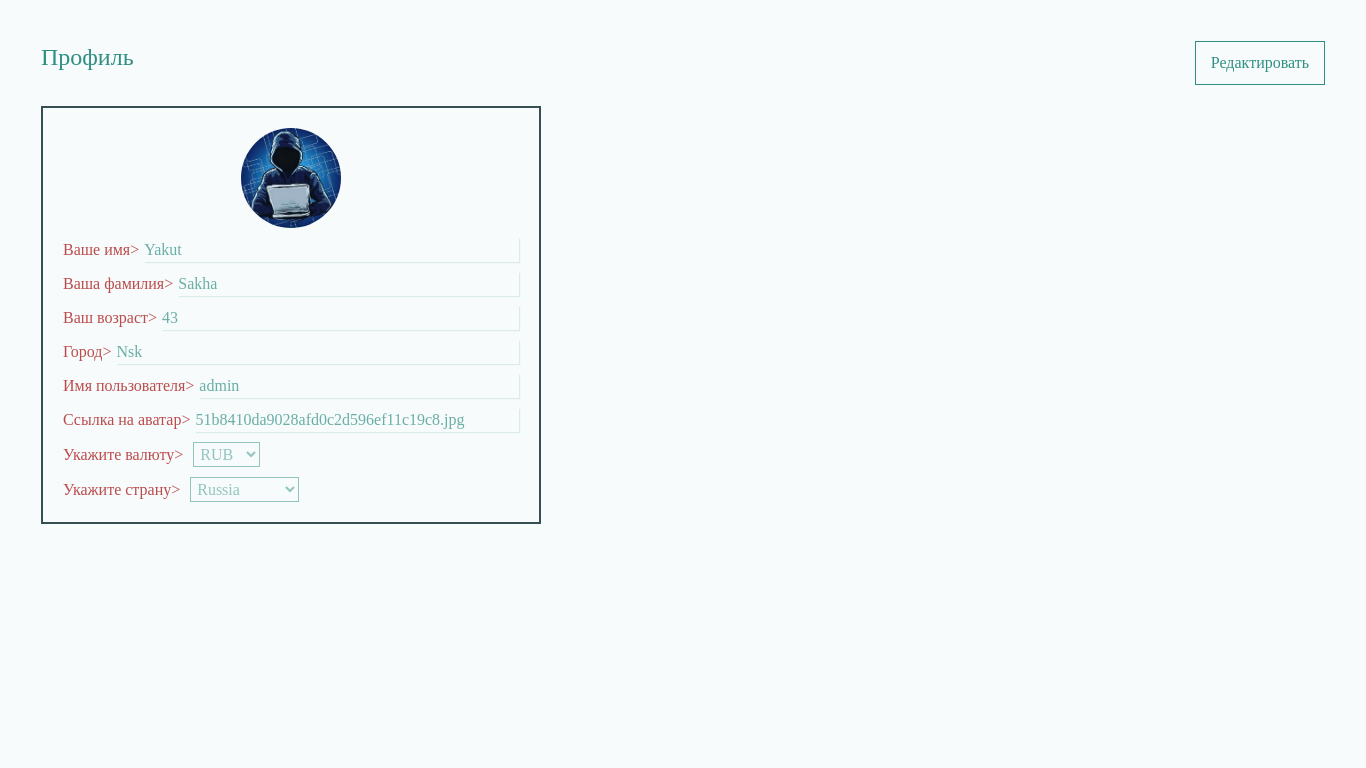 Профиль
Редактировать
Ваше имя> Yakut
Ваша фамилия> Sakha
Ваш возраст> 43
Город> Nsk
Имя пользователя> admin
Ссылка на аватар> 51b8410da9028afd0c2d596ef11c19c8.jpg
Укажите валюту> RUB
Укажите страну> Russia